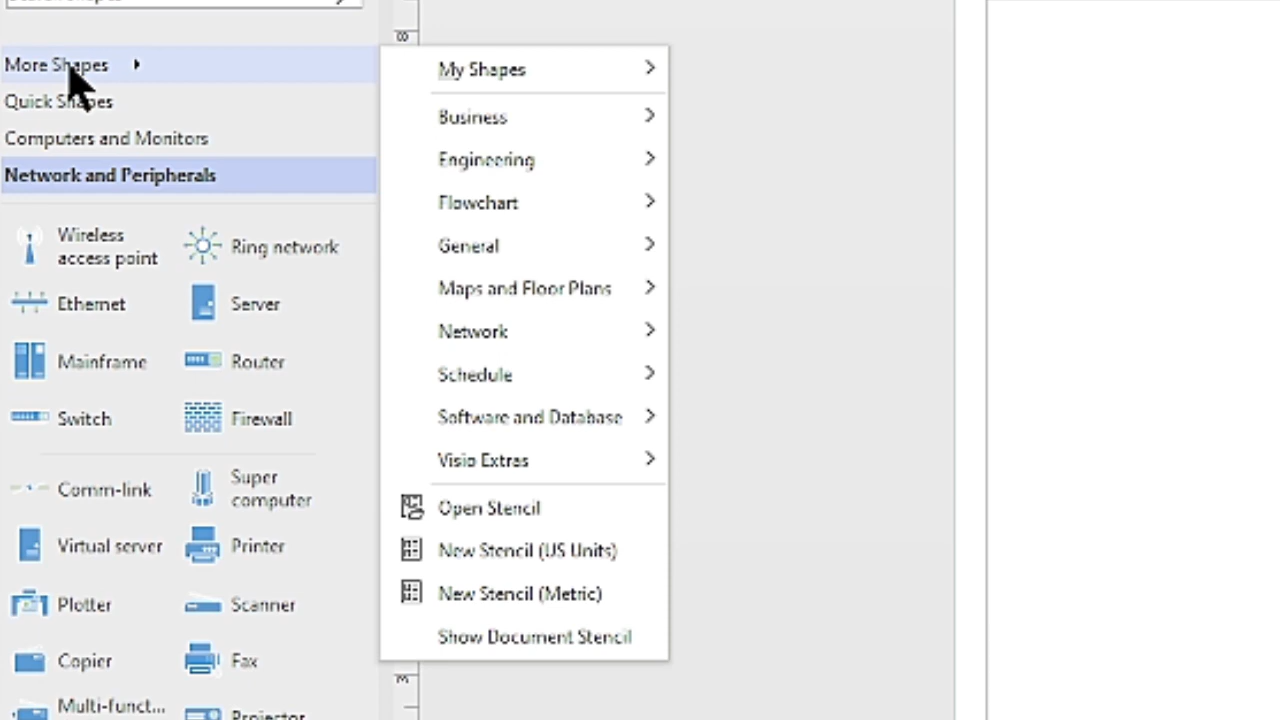 More Shapes
Quick Shapes
Computers and Monitors
Network and Peripherals
Wireless
access point
Ring network
Ethernet
Server
Mainframe
Router
Switch
Firewall
Comm-link
Super
computer
Virtual server
Printer
Plotter
Scanner
Copier
Fax
Multi-funct...
Projector
8
3
My Shapes
Business
Engineering
Flowchart
General
Maps and Floor Plans
Network
Schedule
Software and Database
Visio Extras
Open Stencil
New Stencil (US Units)
New Stencil (Metric)
Show Document Stencil